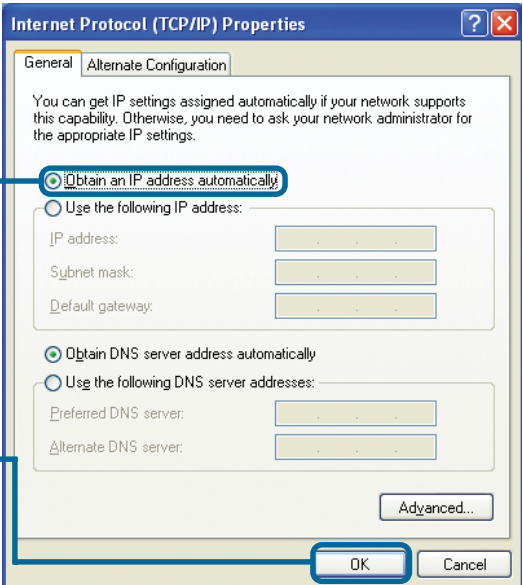 Internet Protocol (TCP/IP) Properties
General Alternate Configuration
You can get IP settings assigned automatically if your network supports
this capability. Otherwise, you need to ask your network administrator for
the appropriate IP settings.
Obtain an IP address automatically
Use the following IP address:
IP address:
Subnet mask:
Default gateway:
Obtain DNS server address automatically
Use the following DNS server addresses:
Preferred DNS server:
Alternate DNS server:
Advanced...
OK Cancel